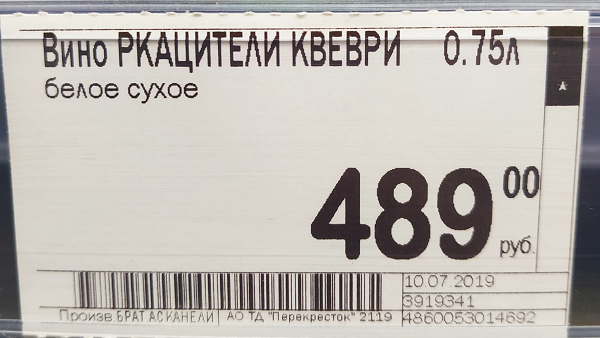 Вино РКАЦИТЕЛИ КВЕВРИ 0.75л
белое сухое
489 00
руб.
10.07.2019
3919341
Произв БРАТ АСКАНЕЛИ АО ТД "Перекресток" 2119 4860053014692